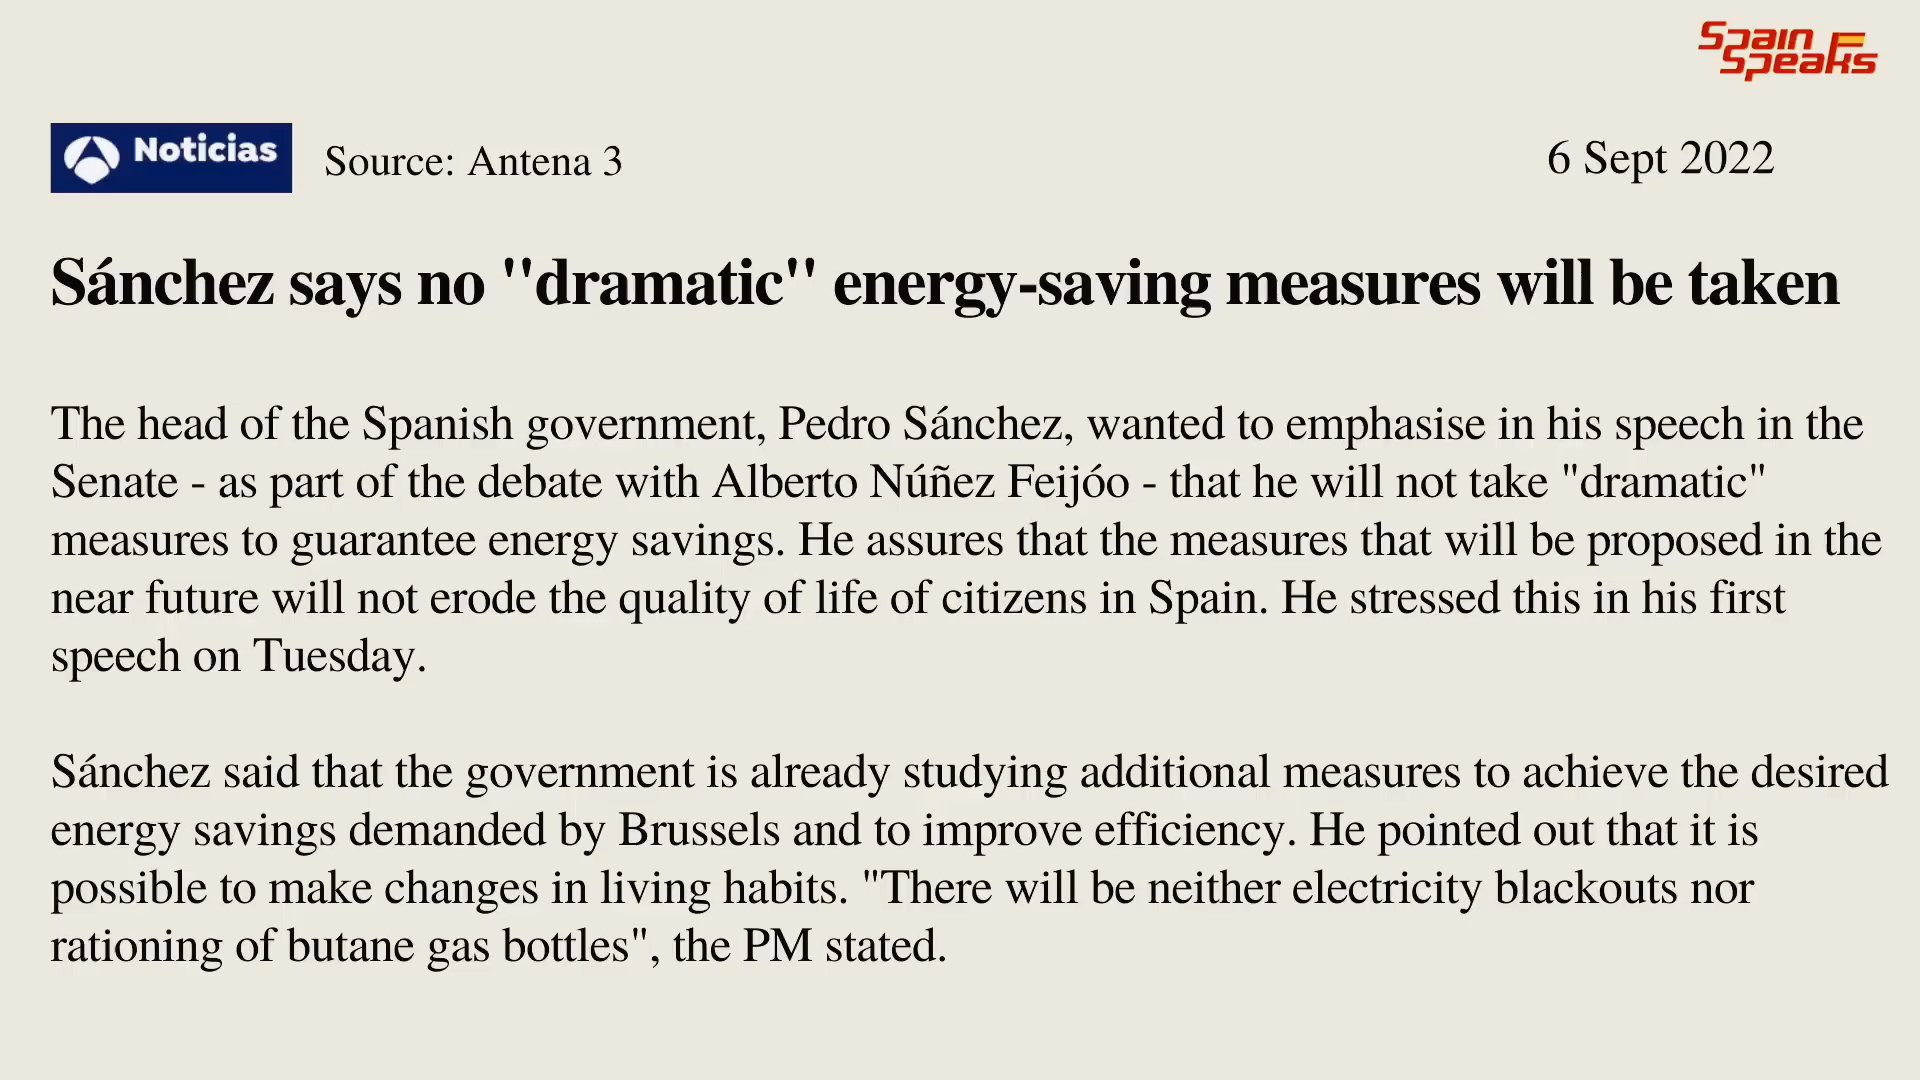 Spain
Speaks
Noticias
Source: Antena 3
6 Sept 2022
Sánchez says no "dramatic" energy-saving measures will be taken
The head of the Spanish government, Pedro Sánchez, wanted to emphasise in his speech in the
Senate - as part of the debate with Alberto Núñez Feijóo - that he will not take "dramatic"
measures to guarantee energy savings. He assures that the measures that will be proposed in the
near future will not erode the quality of life of citizens in Spain. He stressed this in his first
speech on Tuesday.
Sánchez said that the government is already studying additional measures to achieve the desired
energy savings demanded by Brussels and to improve efficiency. He pointed out that it is
possible to make changes in living habits. "There will be neither electricity blackouts nor
rationing of butane gas bottles", the PM stated.